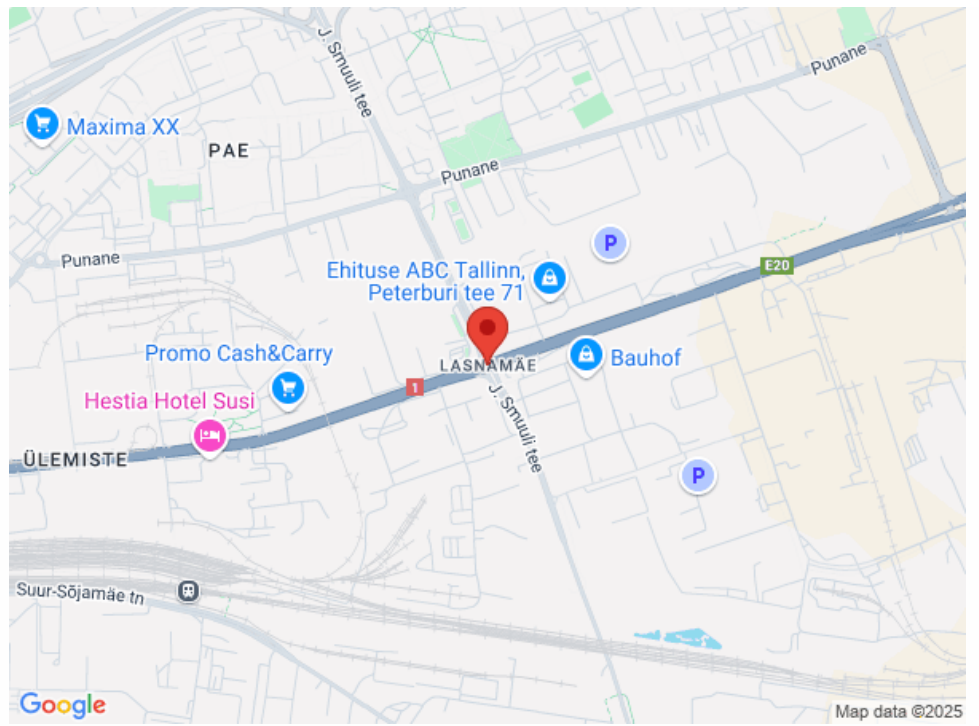 J. Smuuli tee
Punane
Maxima XX
PAE
Punane
P
Punane
Ehituse ABC Tallinn,
Peterburi tee 71
E20
Promo Cash&Carry
LASNAMÄE
Bauhof
1
Hestia Hotel Susi
J. Smuuli tee
ÜLEMISTE
P
Suur-Sõjamäe tn
Google
Map data ©2025